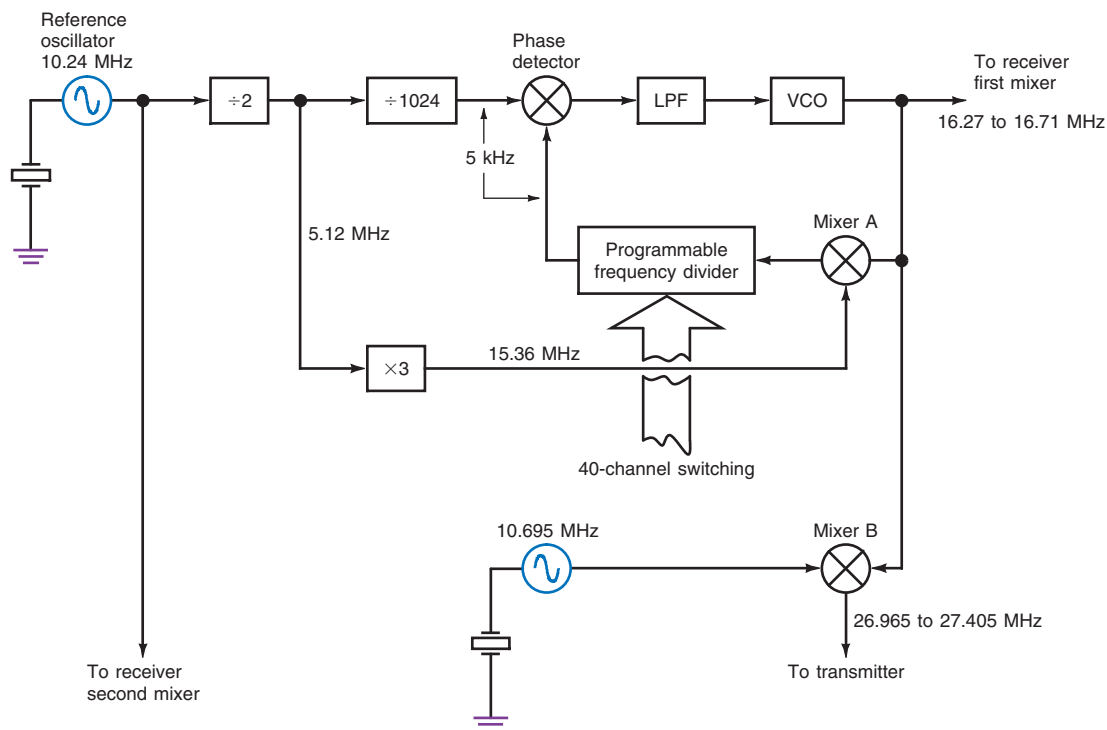 Reference
oscillator
10.24 MHz
÷2
÷1024
Phase
detector
LPF
VCO
To receiver
first mixer
16.27 to 16.71 MHz
5 kHz
5.12 MHz
Programmable
frequency divider
Mixer A
×3
15.36 MHz
40-channel switching
10.695 MHz
Mixer B
26.965 to 27.405 MHz
To receiver
second mixer
To transmitter